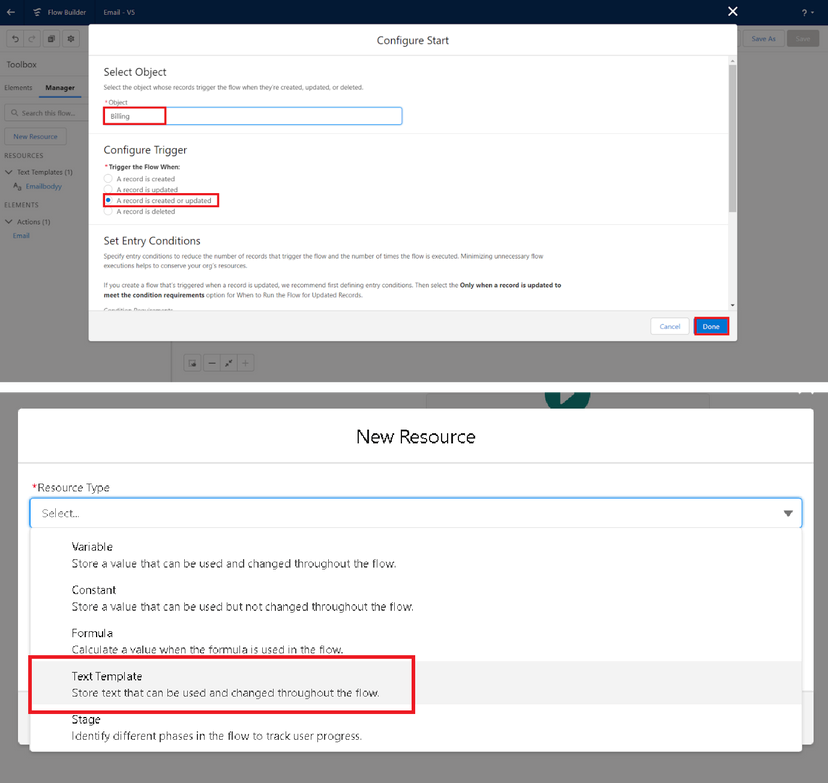 Flow Builder
Email - V5
?
Configure Start
Save As
Save
Toolbox
Elements
Manager
Search this flow...
New Resource
RESOURCES
Text Templates (1)
Emailbodyy
ELEMENTS
Actions (1)
Email
Select Object
Select the object whose records trigger the flow when they're created, updated, or deleted.
*Object
Billing
Configure Trigger
*Trigger the Flow When:
A record is created
A record is updated
A record is created or updated
A record is deleted
Set Entry Conditions
Specify entry conditions to reduce the number of records that trigger the flow and the number of times the flow is executed. Minimizing unnecessary flow
executions helps to conserve your org's resources.
If you create a flow that's triggered when a record is updated, we recommend first defining entry conditions. Then select the Only when a record is updated to
meet the condition requirements option for When to Run the Flow for Updated Records.
Condition Requirements
Cancel
Done
New Resource
*Resource Type
Select...
Variable
Store a value that can be used and changed throughout the flow.
Constant
Store a value that can be used but not changed throughout the flow.
Formula
Calculate a value when the formula is used in the flow.
Text Template
Store text that can be used and changed throughout the flow.
Stage
Identify different phases in the flow to track user progress.